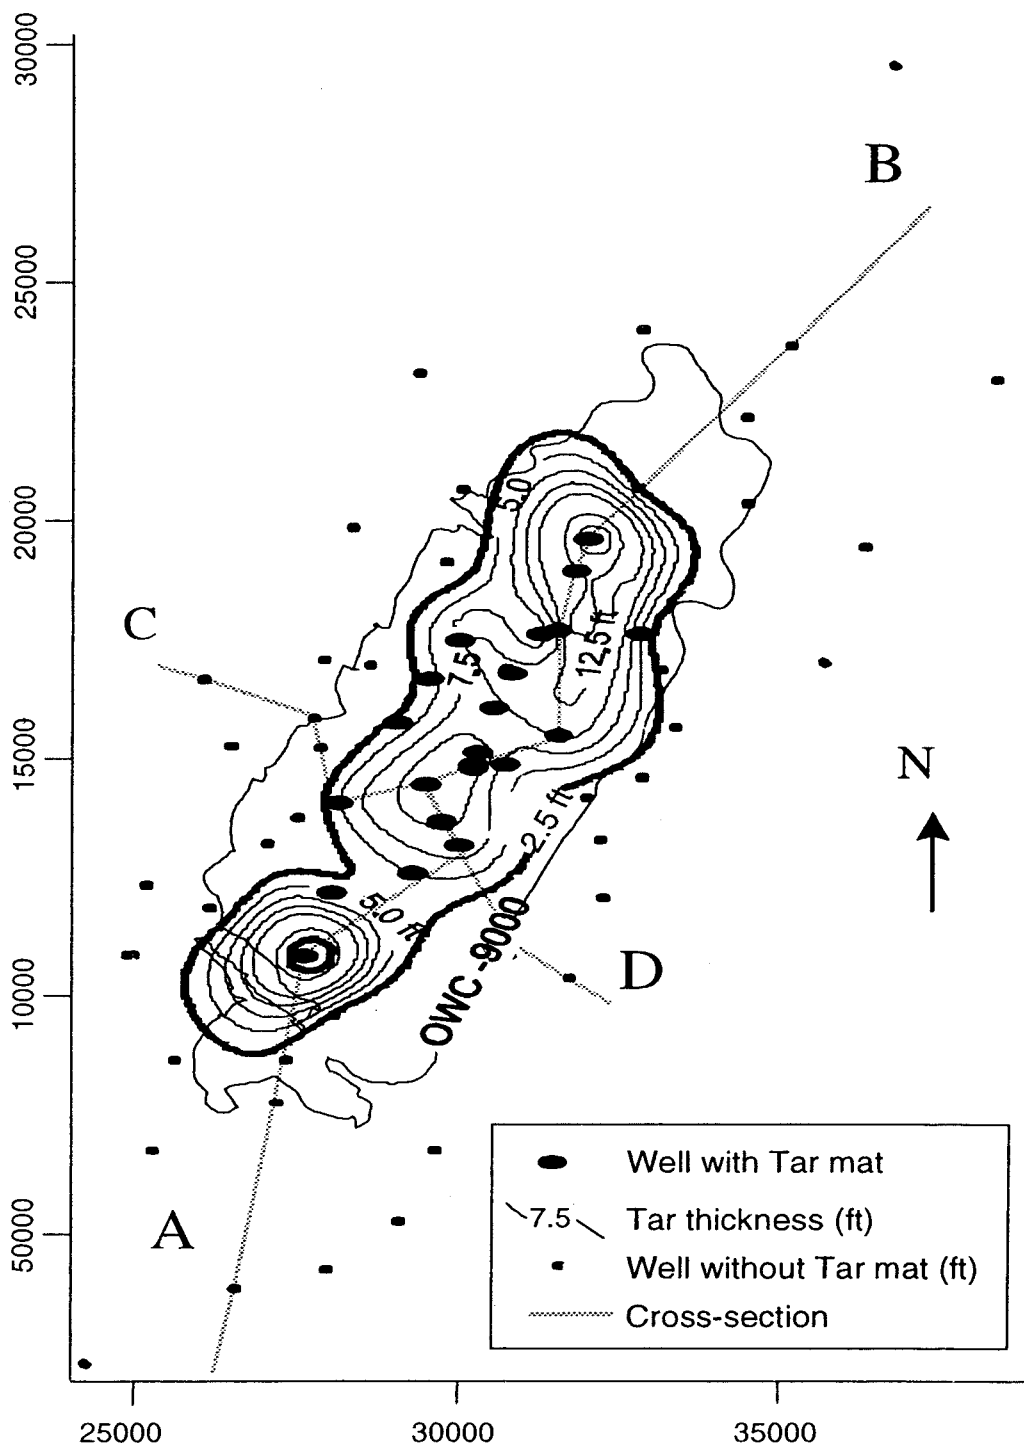 30000
B
25000
5.0
20000
C
12.5 ft
7.5
15000
N
2.5 ft
5.0 ft
OWC -9000
D
10000
A
50000
Well with Tar mat
7.5
Tar thickness (ft)
Well without Tar mat (ft)
Cross-section
25000
30000
35000